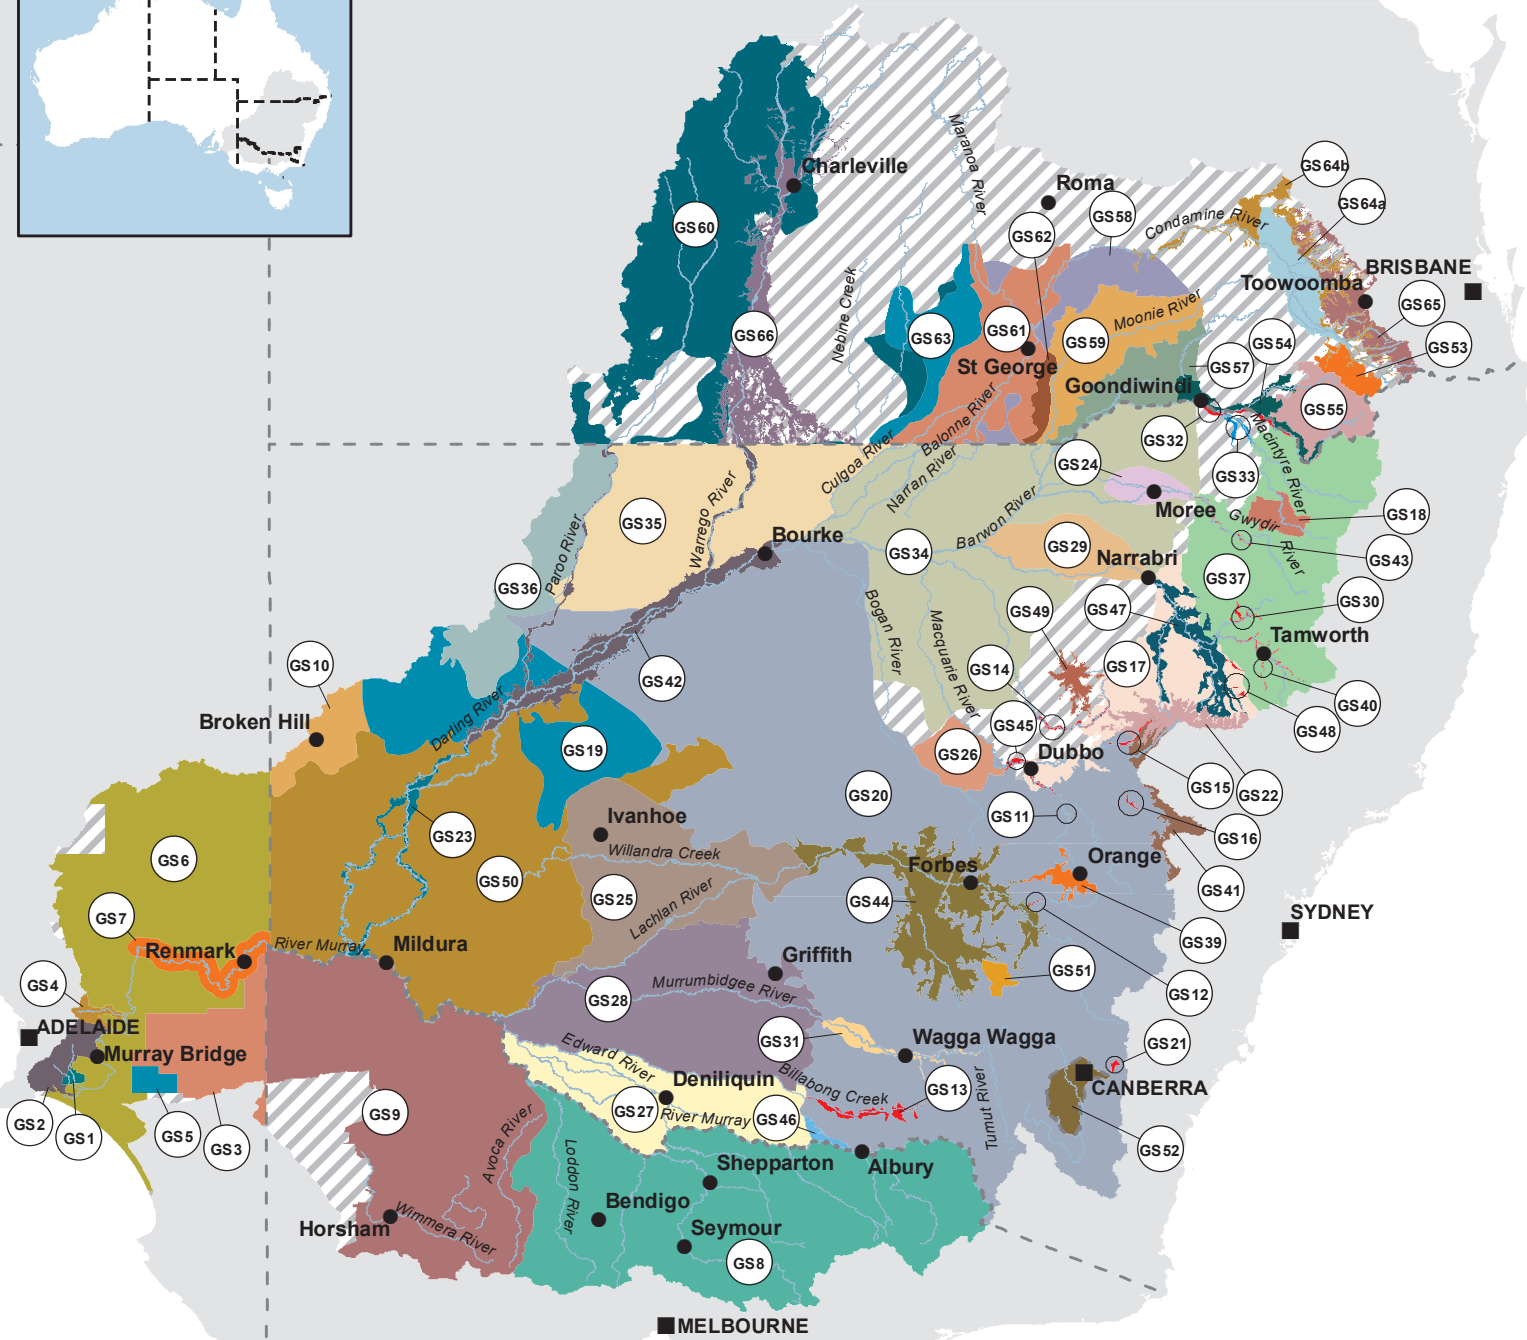 GS64b
Charleville
Maranoa River
Roma
GS64a
GS60
GS58
Condamine River
GS62
BRISBANE
Toowoomba
Nebine Creek
GS65
Moonie River
GS66
GS63
GS61
GS59
GS54
GS53
St George
GS57
Goondiwindi
GS55
Balonne River
GS32
Macintyre River
Culgoa River
GS24
GS33
Narran River
Warrego River
Moree
GS35
Gwydir River
GS18
Barwon River
Bourke
GS34
GS29
GS43
Paroo River
Narrabri
GS36
GS37
GS49
GS47
GS30
Bogan River
Macquarie River
Tamworth
GS10
GS42
GS14
GS17
GS40
Broken Hill
Darling River
GS48
GS45
GS19
GS26
Dubbo
GS15
GS22
GS20
GS11
Ivanhoe
GS23
GS16
Willandra Creek
GS6
Forbes
Orange
GS50
GS25
GS44
GS41
Lachlan River
GS7
SYDNEY
Renmark
River Murray
Mildura
GS39
Griffith
GS51
GS4
Murrumbidgee River
GS12
GS28
ADELAIDE
Wagga Wagga
GS31
GS21
Murray Bridge
Edward River
Deniliquin
Billabong Creek
GS13
CANBERRA
GS27
River Murray
GS46
Tumut River
GS9
GS2
GS1
GS5
GS3
Avoca River
Loddon River
GS52
Shepparton
Albury
Bendigo
Horsham
Wimmera River
Seymour
GS8
MELBOURNE